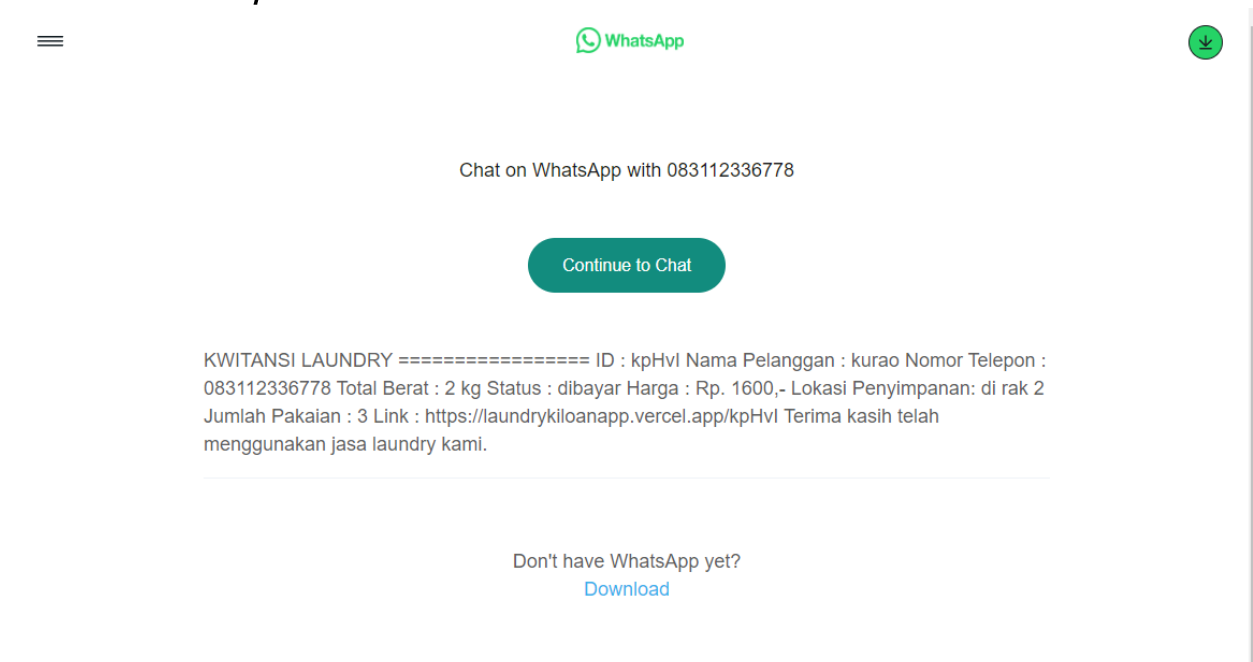 WhatsApp
Chat on WhatsApp with 083112336778
Continue to Chat
KWITANSI LAUNDRY ================= ID : kpHvI Nama Pelanggan : kurao Nomor Telepon :
083112336778 Total Berat : 2 kg Status : dibayar Harga : Rp. 1600,- Lokasi Penyimpanan: di rak 2
Jumlah Pakaian : 3 Link : https://laundrykiloanapp.vercel.app/kpHvI Terima kasih telah
menggunakan jasa laundry kami.
Don't have WhatsApp yet?
Download